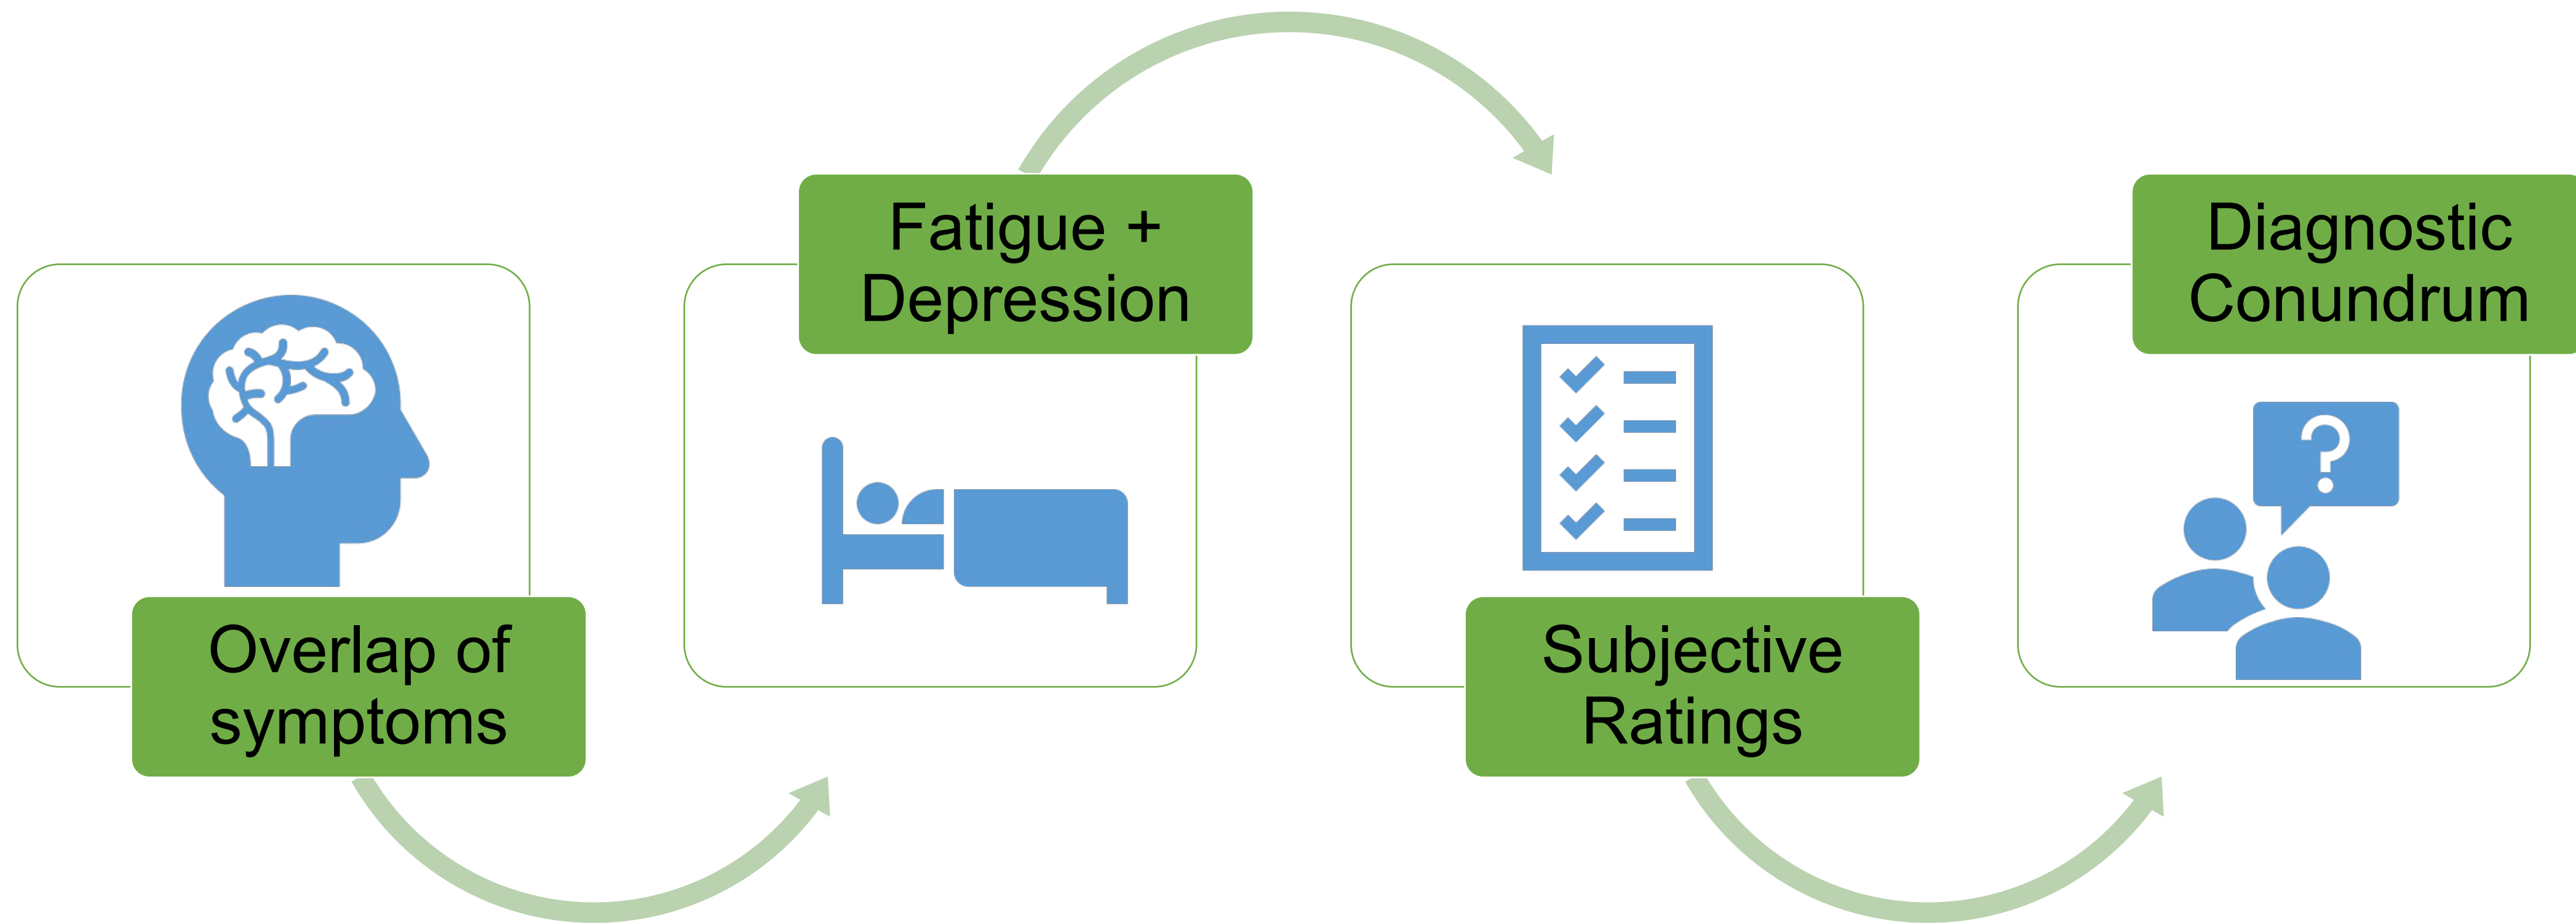 Overlap of
symptoms
Fatigue +
Depression
Subjective
Ratings
Diagnostic
Conundrum
?